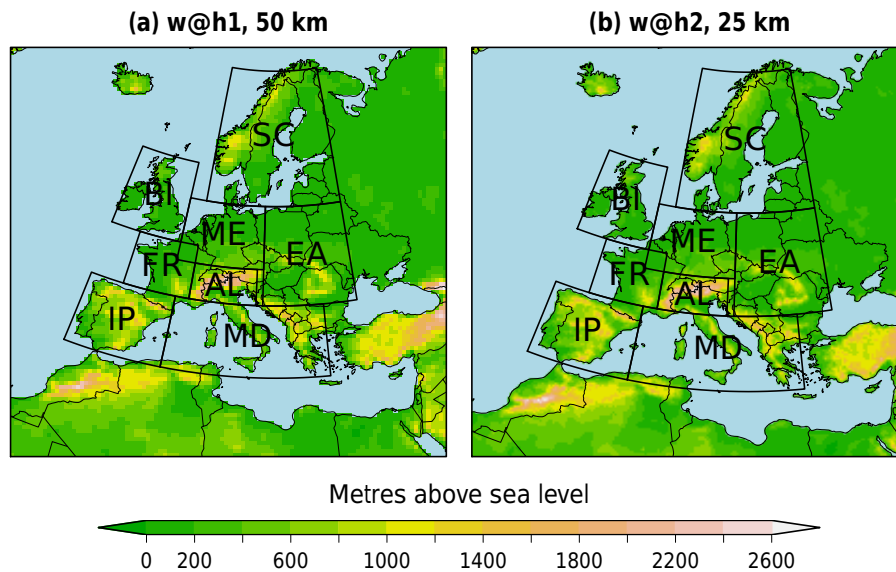 (a) w@h1, 50 km
(b) w@h2, 25 km
SC
BI
ME
EA
FR
AL
IP
MD
SC
BI
ME
EA
FR
AL
IP
MD
Metres above sea level
0 200 600 1000 1400 1800 2200 2600